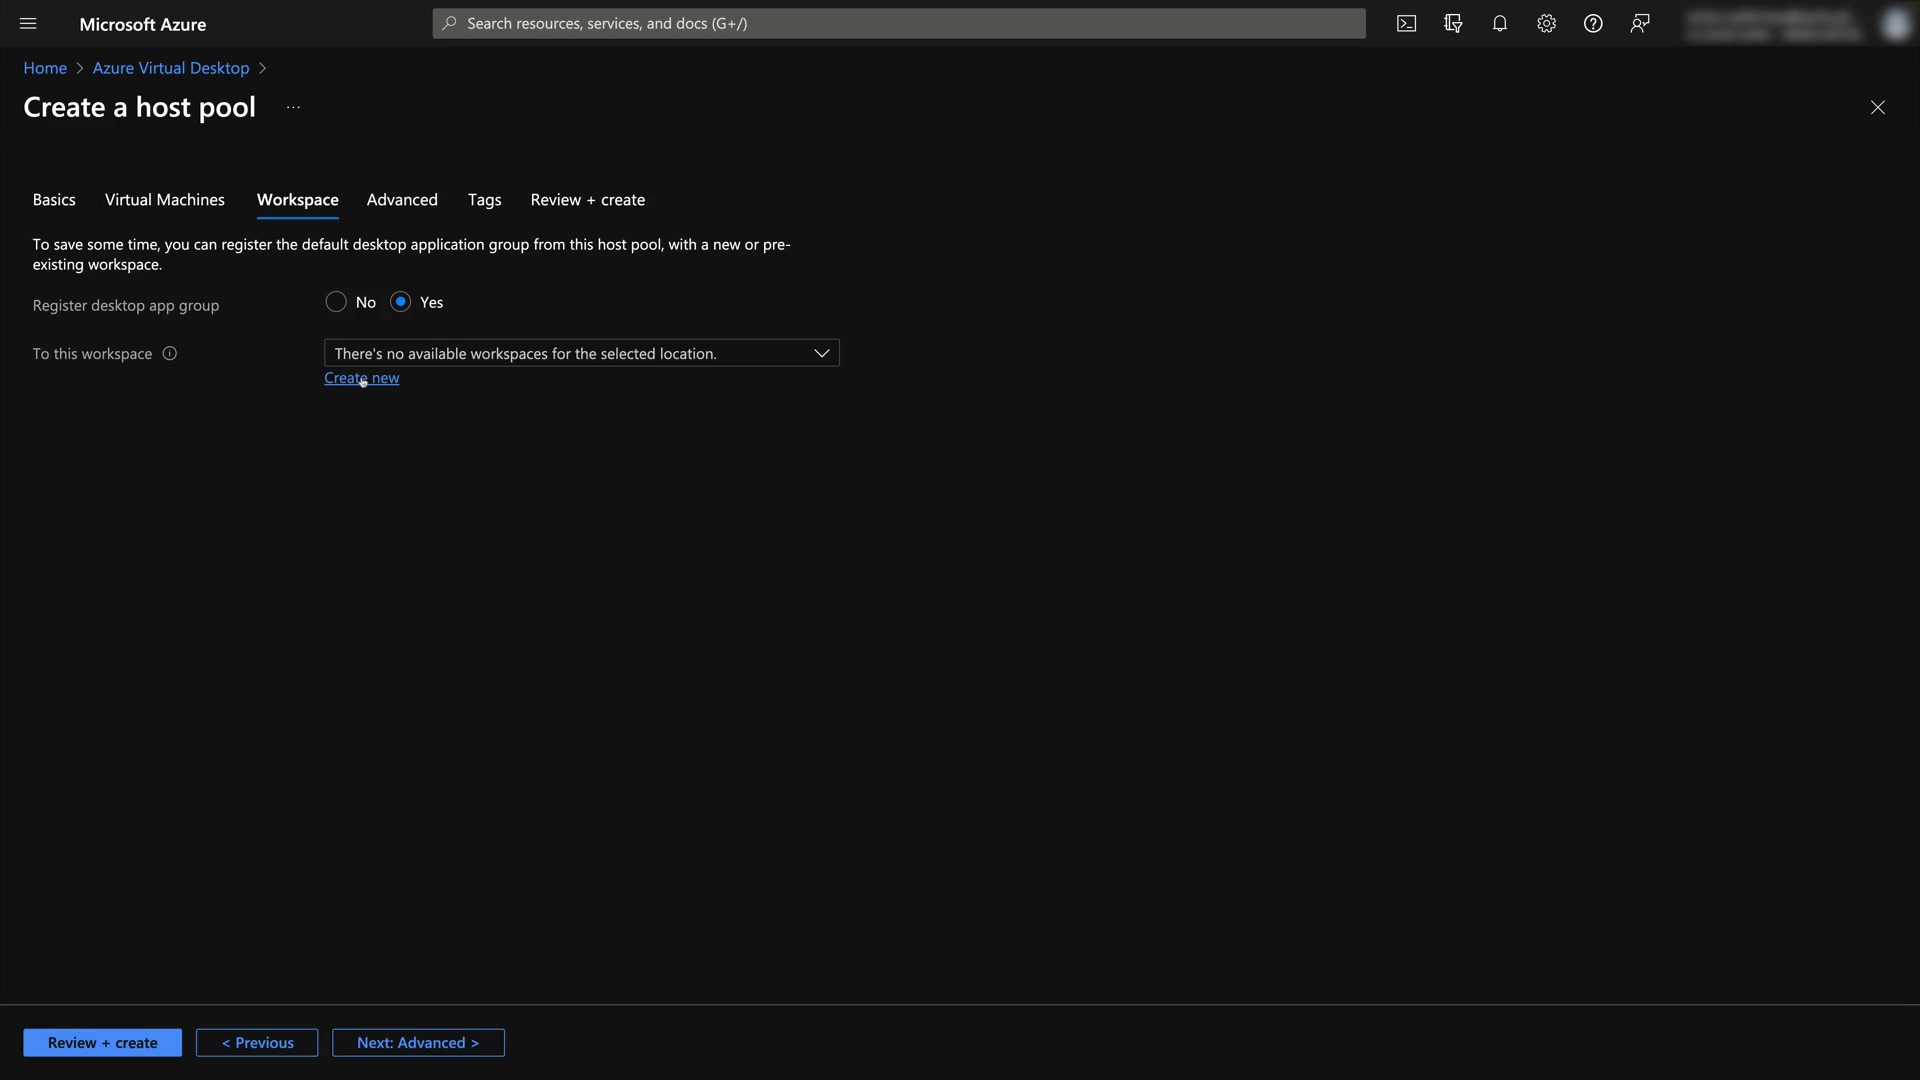 Microsoft Azure
Search resources, services, and docs (G+/)
Home > Azure Virtual Desktop >
Create a host pool ...
Basics Virtual Machines Workspace Advanced Tags Review + create
To save some time, you can register the default desktop application group from this host pool, with a new or pre-
existing workspace.
Register desktop app group No Yes
To this workspace There's no available workspaces for the selected location.
Create new
Review + create < Previous Next: Advanced >